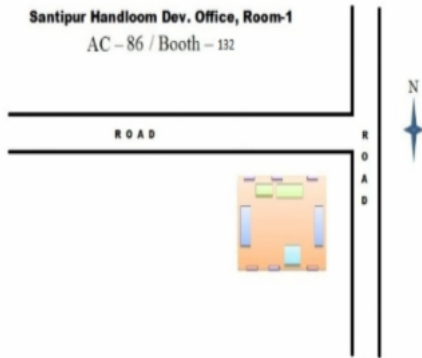 Santipur Handloom Dev. Office, Room-1
AC – 86 / Booth – 132
N
ROAD
ROAD